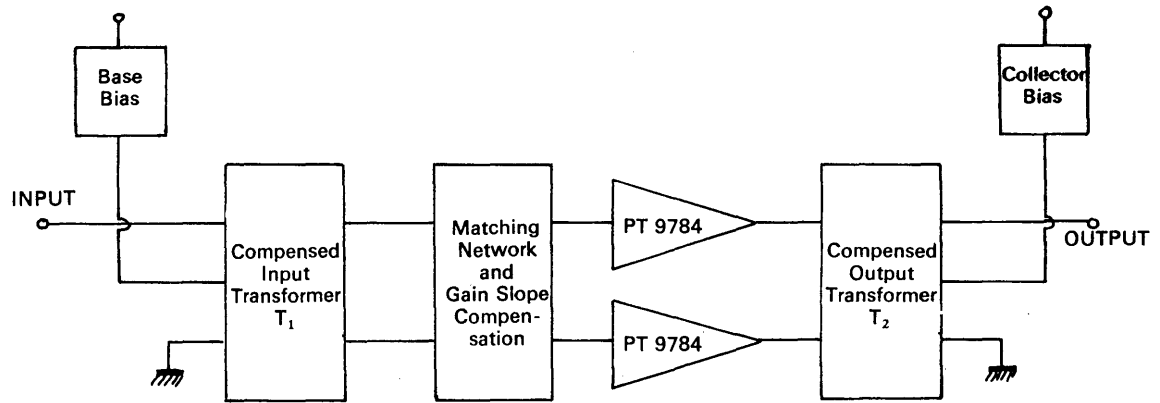 Base
Bias
Collector
Bias
INPUT
Compensed
Input
Transformer
T₁
Matching
Network
and
Gain Slope
Compen-
sation
PT 9784
PT 9784
Compensed
Output
Transformer
T₂
OUTPUT